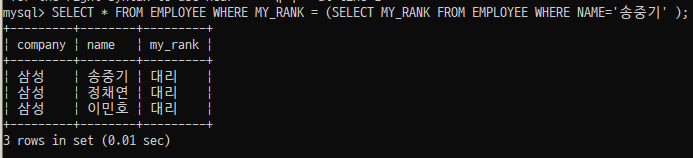 mysql> SELECT * FROM EMPLOYEE WHERE MY_RANK = (SELECT MY_RANK FROM EMPLOYEE WHERE NAME='송중기' );
+---------+--------+---------+
¦ company ¦ name   ¦ my_rank ¦
+---------+--------+---------+
¦ 삼성    ¦ 송중기 ¦ 대리    ¦
¦ 삼성    ¦ 정채연 ¦ 대리    ¦
¦ 삼성    ¦ 이민호 ¦ 대리    ¦
+---------+--------+---------+
3 rows in set (0.01 sec)